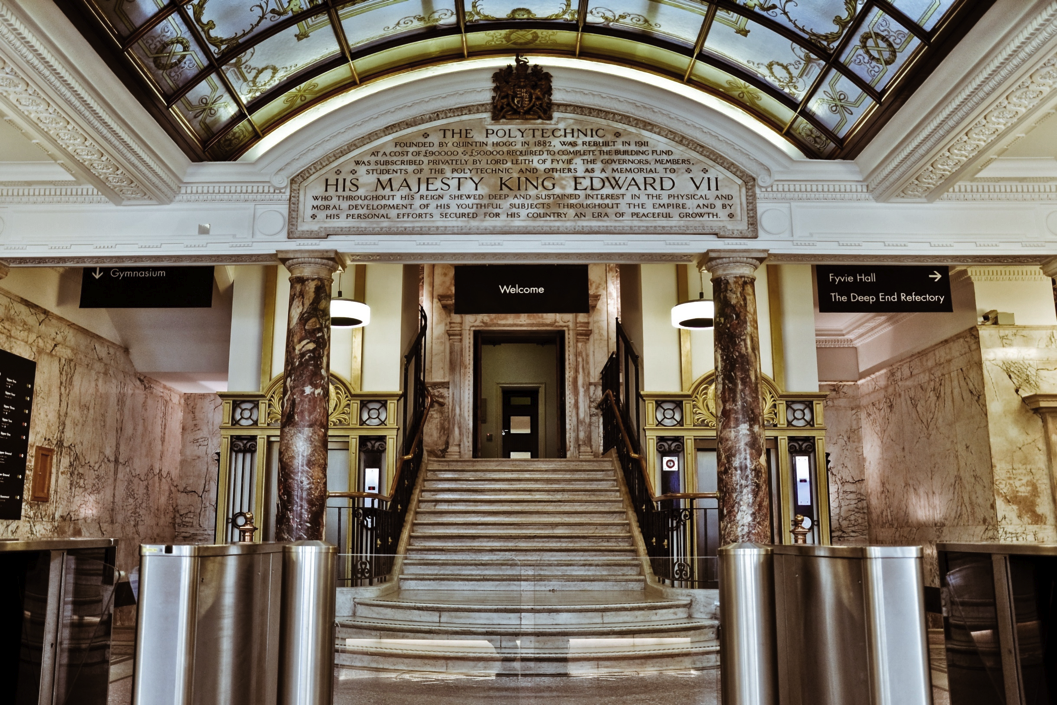 THE POLYTECHNIC
FOUNDED BY QUINTIN HOGG IN 1882, WAS REBUILT IN 1911
AT A COST OF £90000 · £50000 REQUIRED TO COMPLETE THE BUILDING FUND
WAS SUBSCRIBED PRIVATELY BY LORD LEITH OF FYVIE, THE GOVERNORS, MEMBERS,
STUDENTS OF THE POLYTECHNIC AND OTHERS AS A MEMORIAL TO
HIS MAJESTY KING EDWARD VII
WHO THROUGHOUT HIS REIGN SHEWED DEEP AND SUSTAINED INTEREST IN THE PHYSICAL AND
MORAL DEVELOPMENT OF HIS YOUTHFUL SUBJECTS THROUGHOUT THE EMPIRE, AND BY
HIS PERSONAL EFFORTS SECURED FOR HIS COUNTRY AN ERA OF PEACEFUL GROWTH.
↓ Gymnasium
Welcome
Fyvie Hall →
The Deep End Refectory